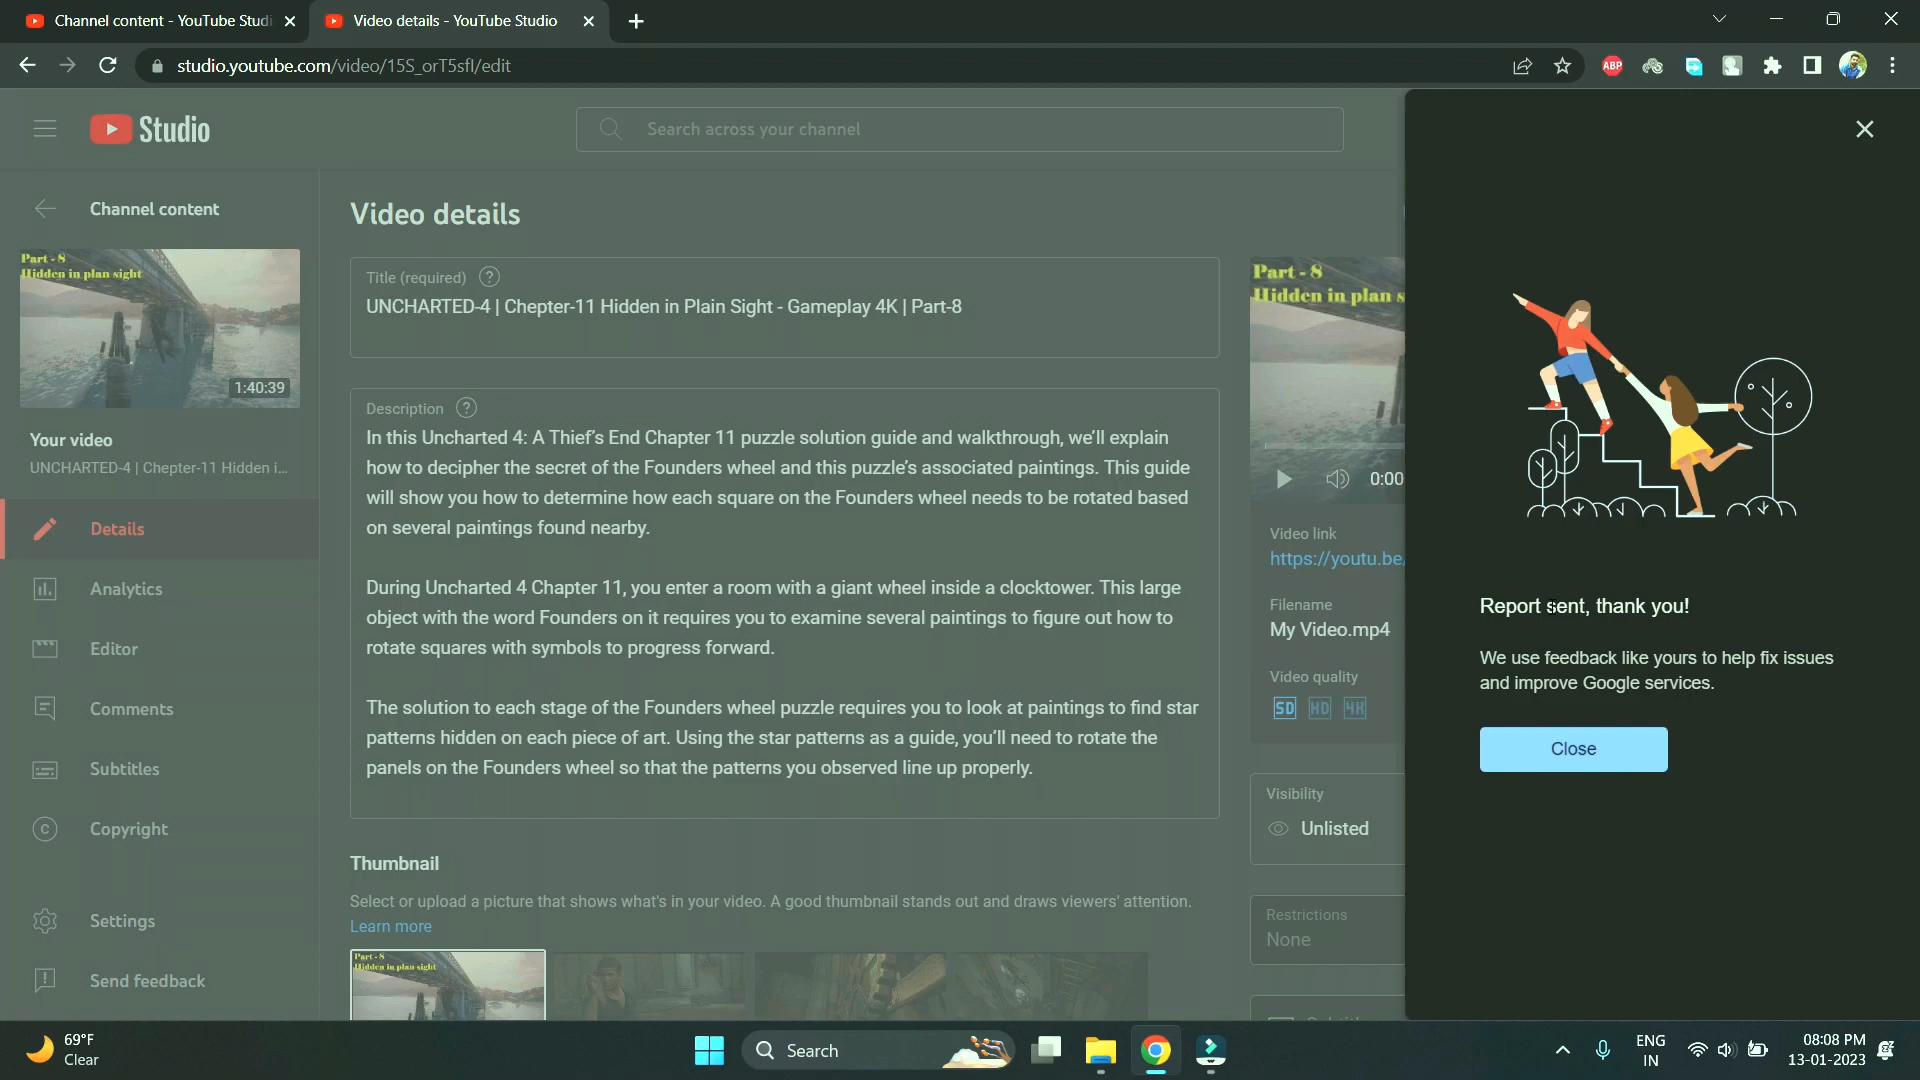 Channel content - YouTube Studi
Video details - YouTube Studio
studio.youtube.com/video/15S_orT5sfI/edit
ABP
Studio
Search across your channel
Channel content
Part - 8
Hidden in plan sight
1:40:39
Your video
UNCHARTED-4 | Chepter-11 Hidden i...
Details
Analytics
Editor
Comments
Subtitles
Copyright
Settings
Send feedback
Video details
Title (required)
UNCHARTED-4 | Chepter-11 Hidden in Plain Sight - Gameplay 4K | Part-8
Description
In this Uncharted 4: A Thief's End Chapter 11 puzzle solution guide and walkthrough, we'll explain
how to decipher the secret of the Founders wheel and this puzzle's associated paintings. This guide
will show you how to determine how each square on the Founders wheel needs to be rotated based
on several paintings found nearby.
During Uncharted 4 Chapter 11, you enter a room with a giant wheel inside a clocktower. This large
object with the word Founders on it requires you to examine several paintings to figure out how to
rotate squares with symbols to progress forward.
The solution to each stage of the Founders wheel puzzle requires you to look at paintings to find star
patterns hidden on each piece of art. Using the star patterns as a guide, you'll need to rotate the
panels on the Founders wheel so that the patterns you observed line up properly.
Thumbnail
Select or upload a picture that shows what's in your video. A good thumbnail stands out and draws viewers' attention.
Learn more
Part - 8
Hidden in plan sight
Part - 8
Hidden in plan s
0:00
Video link
https://youtu.be/
Filename
My Video.mp4
Video quality
SD HD 4K
Visibility
Unlisted
Restrictions
None
Report sent, thank you!
We use feedback like yours to help fix issues
and improve Google services.
Close
69°F
Clear
Search
ENG
IN
08:08 PM
13-01-2023